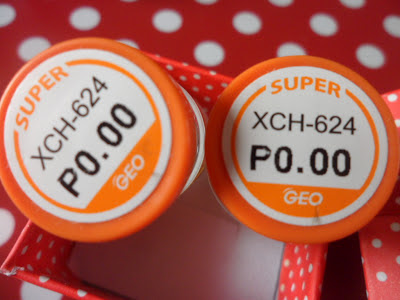 SUPER
XCH-624
P0.00
GEO
SUPER
XCH-624
P0.00
GEO